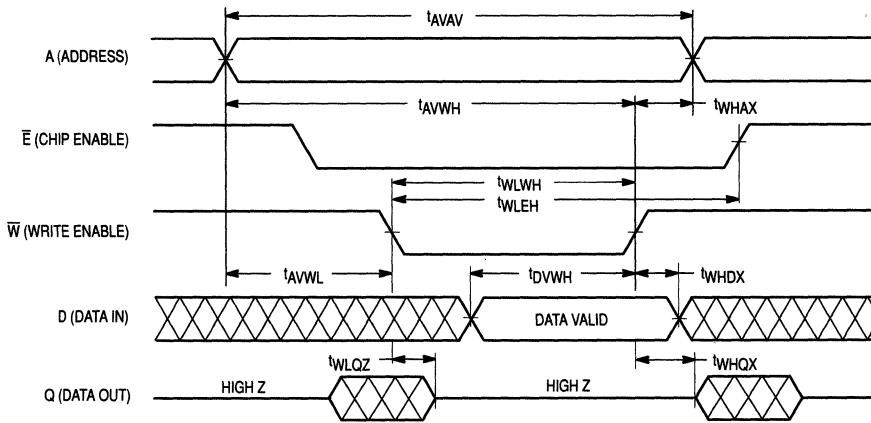 tAVAV
A (ADDRESS)
tAVWH
tWHAX
E (CHIP ENABLE)
tWLWH
tWLEH
W (WRITE ENABLE)
tAVWL
tDVWH
tWHDX
D (DATA IN)
DATA VALID
tWLQZ
tWHQX
Q (DATA OUT)
HIGH Z
HIGH Z